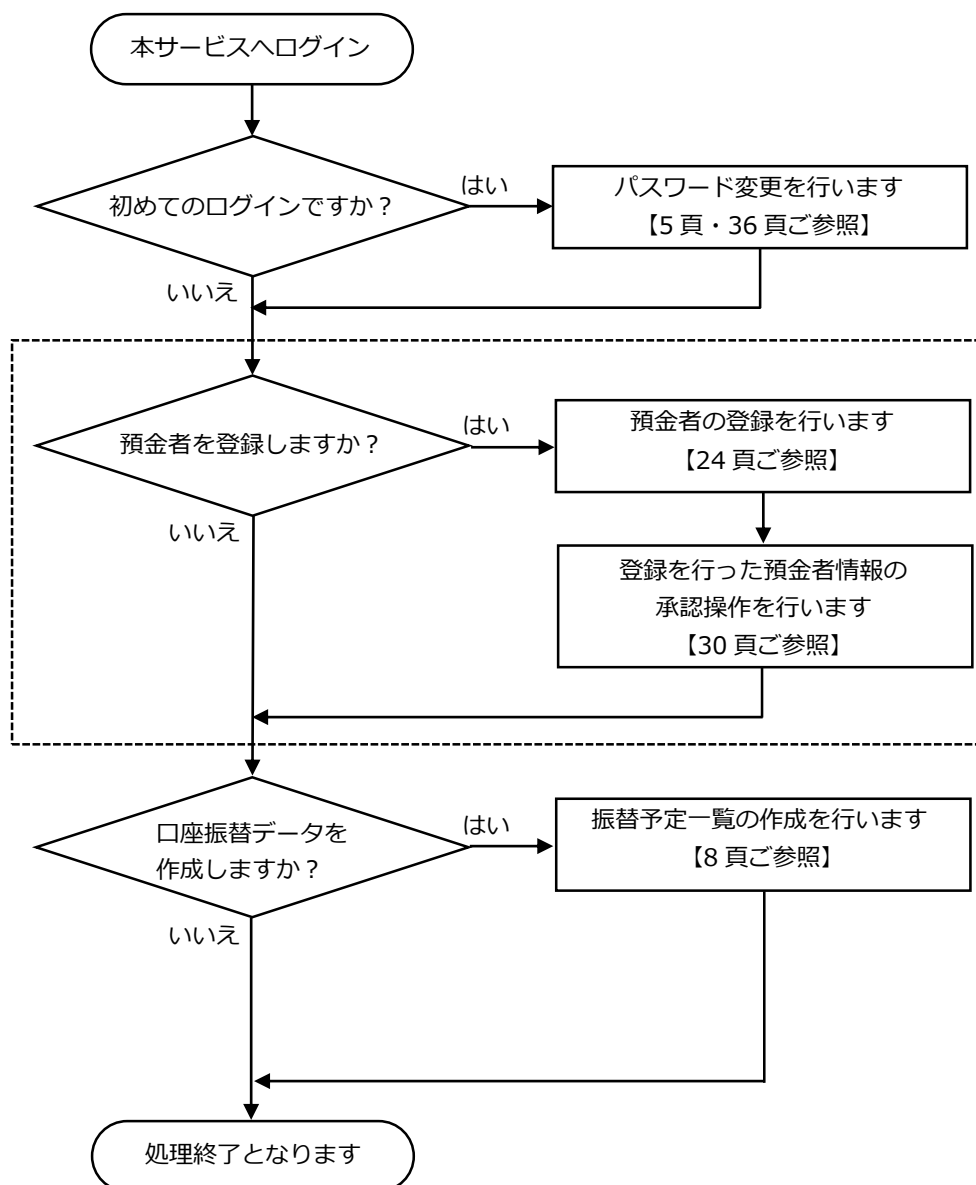 本サービスへログイン
初めてのログインですか？
はい
パスワード変更を行います
【5 頁・36 頁ご参照】
いいえ
預金者を登録しますか？
はい
預金者の登録を行います
【24 頁ご参照】
いいえ
登録を行った預金者情報の
承認操作を行います
【30 頁ご参照】
口座振替データを
作成しますか？
はい
振替予定一覧の作成を行います
【8 頁ご参照】
いいえ
処理終了となります